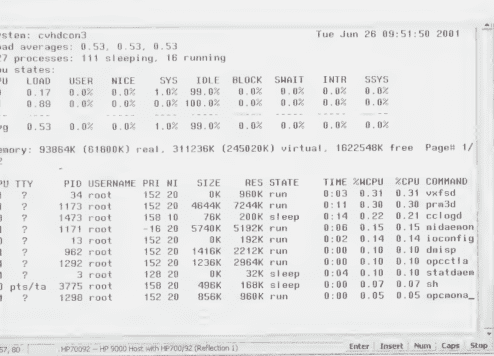 ystem: cvhdcon3 Tue Jun 26 09:51:50 2001
oad averages: 0.53, 0.53, 0.53
27 processes: 111 sleeping, 16 running
pu states:
PU LOAD USER NICE SYS IDLE BLOCK SWAIT INTR SSYS
0 0.17 0.0% 0.0% 1.0% 99.0% 0.0% 0.0% 0.0% 0.0%
1 0.89 0.0% 0.0% 0.0% 100.0% 0.0% 0.0% 0.0% 0.0%
--- ---- ----- ----- ----- ----- ----- ----- ----- -----
vg 0.53 0.0% 0.0% 1.0% 99.0% 0.0% 0.0% 0.0% 0.0%
emory: 93864K (61800K) real, 311236K (245020K) virtual, 1622548K free Page# 1/
2
PU TTY PID USERNAME PRI NI SIZE RES STATE TIME %WCPU %CPU COMMAND
? 34 root 152 20 0K 960K run 0:03 0.31 0.31 vxfsd
? 1173 root 152 20 4644K 7244K run 0:11 0.30 0.30 prm3d
? 1473 root 158 10 76K 200K sleep 0:14 0.22 0.21 cclogd
? 1171 root -16 20 5740K 5192K run 0:06 0.15 0.15 midaemon
? 13 root 152 20 0K 192K run 0:02 0.14 0.14 ioconfig
? 962 root 152 20 1416K 2212K run 0:00 0.10 0.10 dmisp
? 1292 root 152 20 1236K 2964K run 0:00 0.10 0.10 opcctla
? 3 root 128 20 0K 32K sleep 0:04 0.10 0.10 statdaem
pts/ta 3775 root 158 20 496K 168K sleep 0:00 0.07 0.07 sh
? 1298 root 152 20 856K 960K run 0:00 0.05 0.05 opcmona_
57, 80 HP70092 -- HP 9000 Host with HP700/92 (Reflection 1) Enter Insert Num Caps Stop